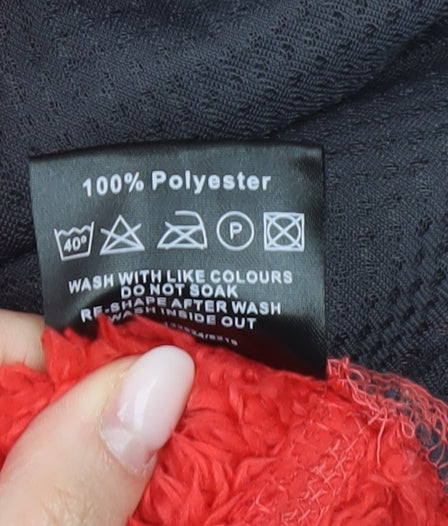 100% Polyester
40° P
WASH WITH LIKE COLOURS
DO NOT SOAK
RE-SHAPE AFTER WASH
WASH INSIDE OUT